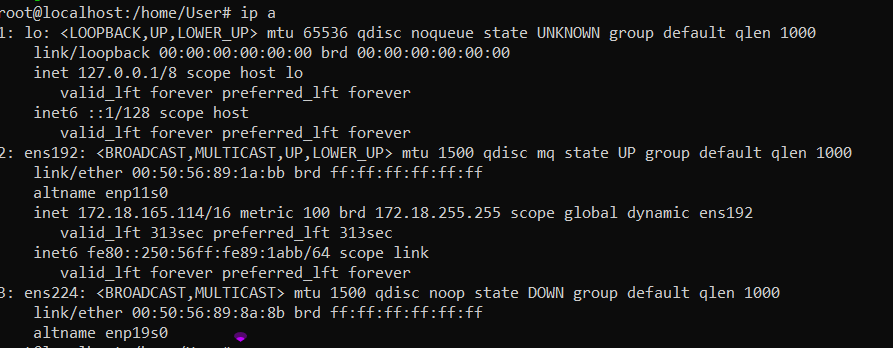 root@localhost:/home/User# ip a
1: lo: <LOOPBACK,UP,LOWER_UP> mtu 65536 qdisc noqueue state UNKNOWN group default qlen 1000
link/loopback 00:00:00:00:00:00 brd 00:00:00:00:00:00
inet 127.0.0.1/8 scope host lo
valid_lft forever preferred_lft forever
inet6 ::1/128 scope host
valid_lft forever preferred_lft forever
2: ens192: <BROADCAST,MULTICAST,UP,LOWER_UP> mtu 1500 qdisc mq state UP group default qlen 1000
link/ether 00:50:56:89:1a:bb brd ff:ff:ff:ff:ff:ff
altname enp11s0
inet 172.18.165.114/16 metric 100 brd 172.18.255.255 scope global dynamic ens192
valid_lft 313sec preferred_lft 313sec
inet6 fe80::250:56ff:fe89:1abb/64 scope link
valid_lft forever preferred_lft forever
3: ens224: <BROADCAST,MULTICAST> mtu 1500 qdisc noop state DOWN group default qlen 1000
link/ether 00:50:56:89:8a:8b brd ff:ff:ff:ff:ff:ff
altname enp19s0